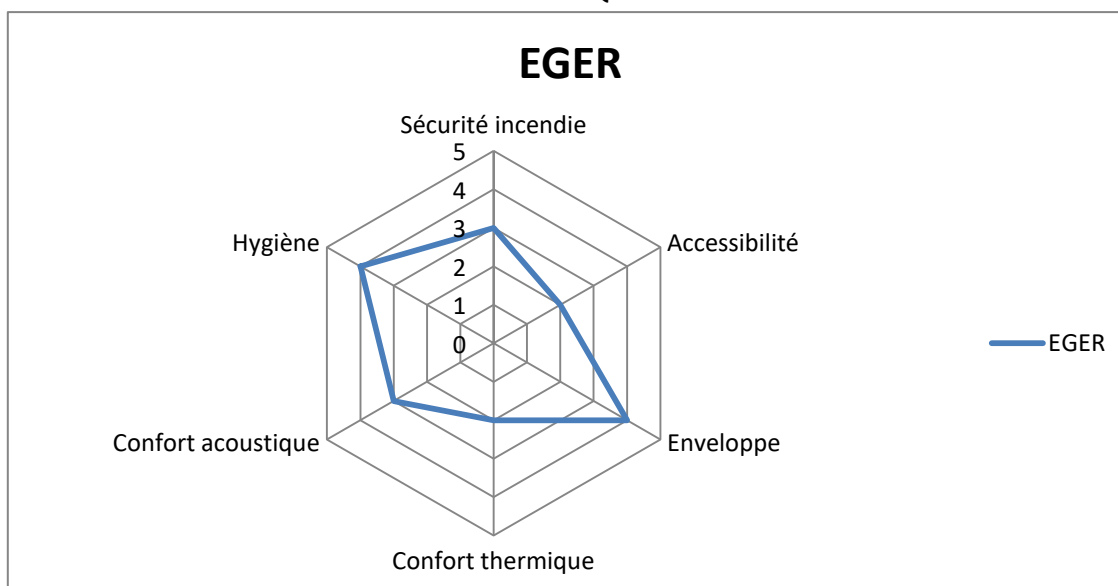 EGER
Sécurité incendie
5
4
3
2
1
0
Hygiène
Accessibilité
Confort acoustique
Enveloppe
Confort thermique
EGER